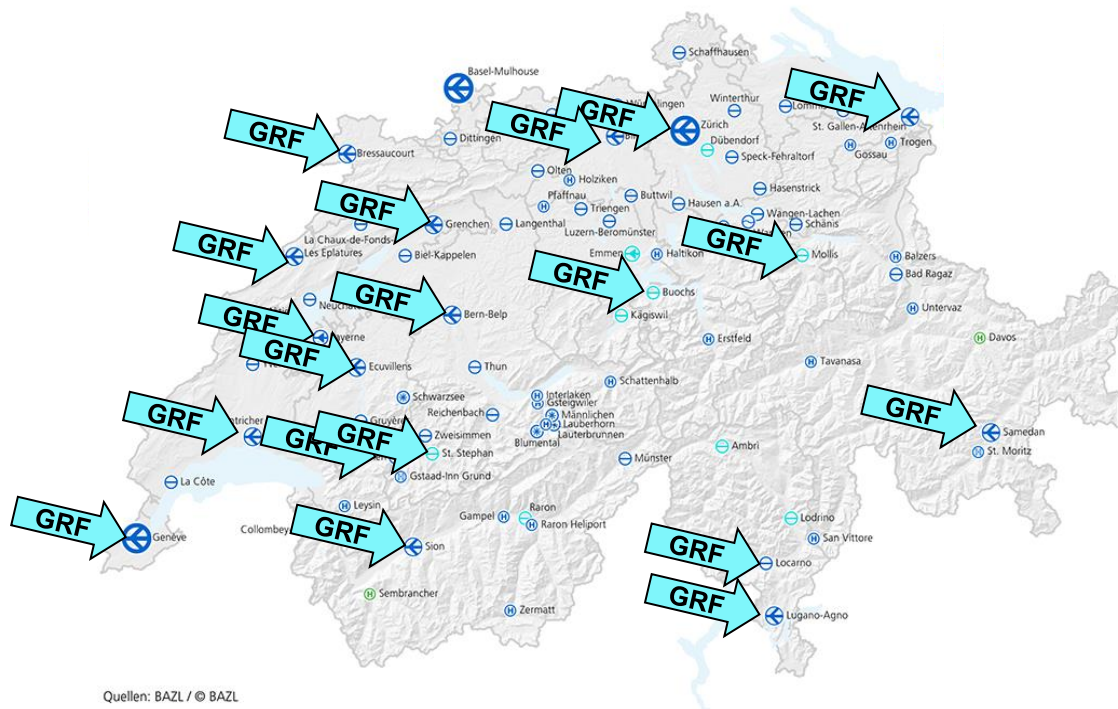 Schaffhausen
Basel-Mulhouse
Winterthur
GRF
GRF
GRF
Zürich
St. Gallen-Altenrhein
GRF
Dittingen
Dübendorf
Trogen
Bressaucourt
Speck-Fehraltorf
Gossau
Olten
Holziken
GRF
Pfaffnau
Buttwil
Hasenstrick
Triengen
Hausen a.A.
Wangen-Lachen
Grenchen
Langenthal
Luzern-Beromünster
Schänis
GRF
GRF
La Chaux-de-Fonds-
Les Eplatures
Biel-Kappelen
Emmen
Haltikon
Mollis
Balzers
GRF
Bad Ragaz
GRF
Buochs
GRF
Bern-Belp
Kägiswil
Untervaz
GRF
Ecuvillens
Erstfeld
Davos
Thun
Tavanasa
Schattenhalb
Schwarzsee
Interlaken
Gsteigwiler
GRF
Reichenbach
Männlichen
Lauberhorn
GRF
GRF
Zweisimmen
Blumental
Lauterbrunnen
GRF
Samedan
St. Stephan
Münster
Ambri
St. Moritz
La Côte
Gstaad-Inn Grund
Leysin
Gampel
Raron
Raron Heliport
Lodrino
GRF
Genève
Collombey
GRF
Sion
San Vittore
GRF
Locarno
Sembrancher
Zermatt
GRF
Lugano-Agno
Quellen: BAZL / © BAZL